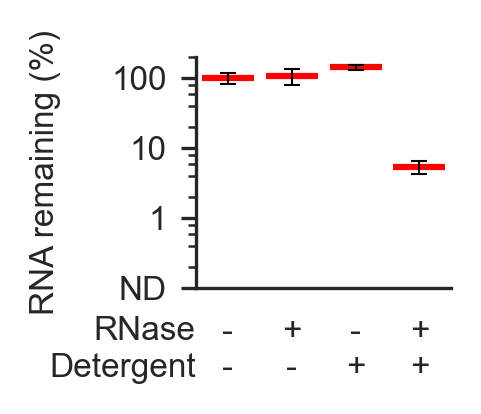 RNA remaining (%)
100
10
1
ND
RNase - + - +
Detergent - - + +